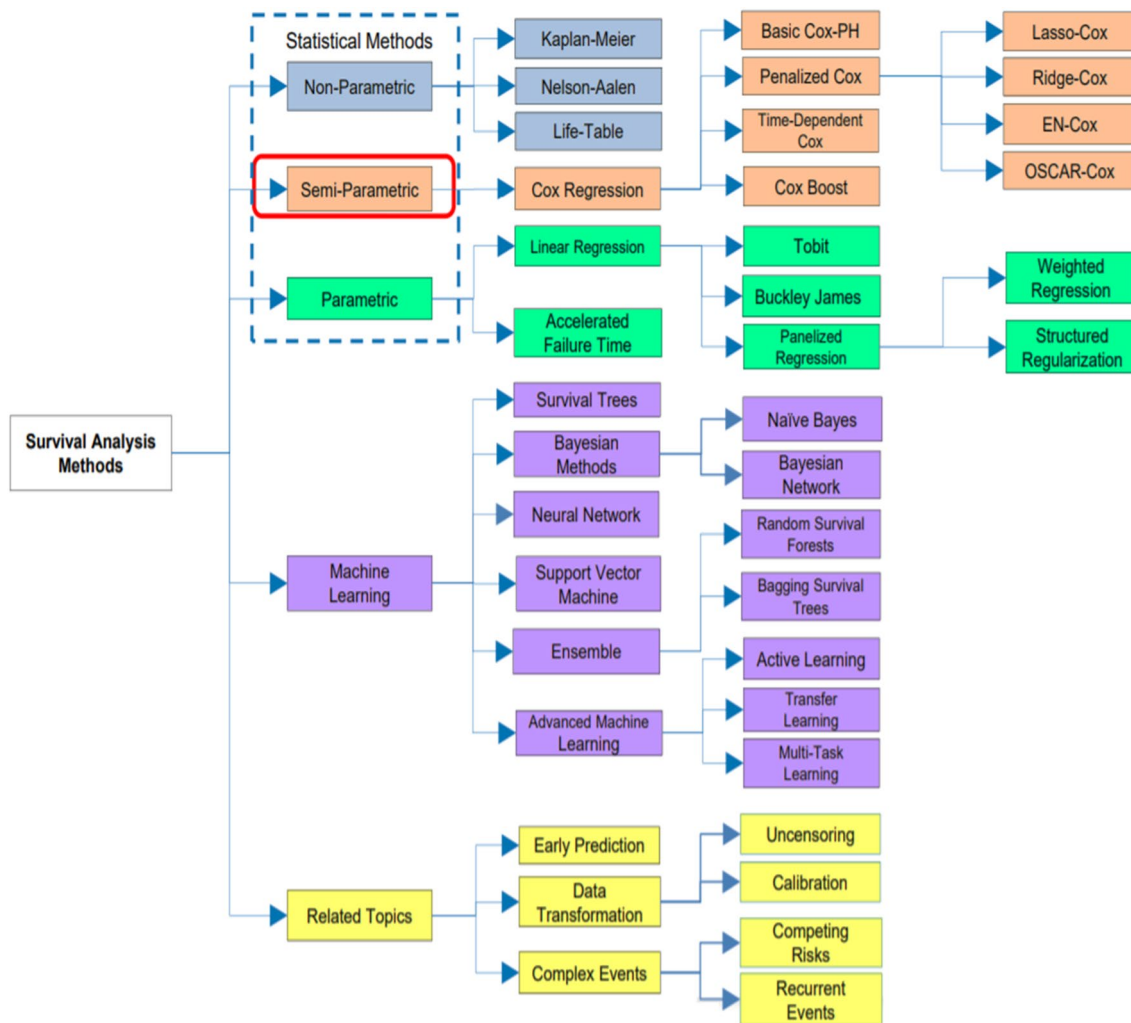 Statistical Methods
Non-Parametric
Kaplan-Meier
Nelson-Aalen
Life-Table
Semi-Parametric
Cox Regression
Basic Cox-PH
Penalized Cox
Time-Dependent
Cox
Cox Boost
Lasso-Cox
Ridge-Cox
EN-Cox
OSCAR-Cox
Parametric
Linear Regression
Accelerated
Failure Time
Tobit
Buckley James
Panelized
Regression
Weighted
Regression
Structured
Regularization
Survival Analysis
Methods
Machine
Learning
Survival Trees
Bayesian
Methods
Naïve Bayes
Bayesian
Network
Neural Network
Support Vector
Machine
Ensemble
Random Survival
Forests
Bagging Survival
Trees
Advanced Machine
Learning
Active Learning
Transfer
Learning
Multi-Task
Learning
Related Topics
Early Prediction
Data
Transformation
Uncensoring
Calibration
Complex Events
Competing
Risks
Recurrent
Events